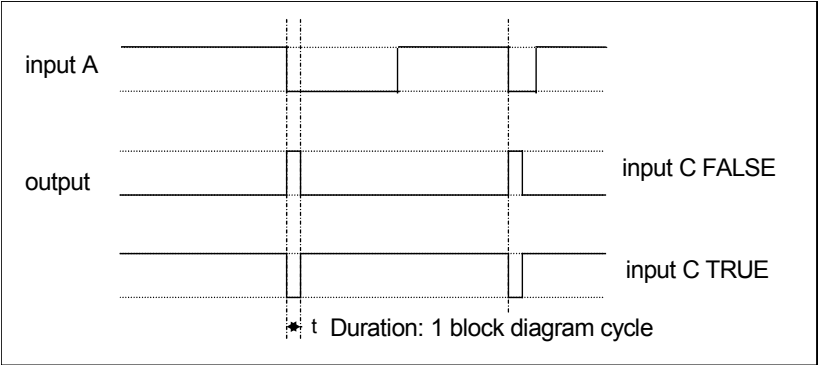 input A
input C FALSE
output
input C TRUE
t Duration: 1 block diagram cycle